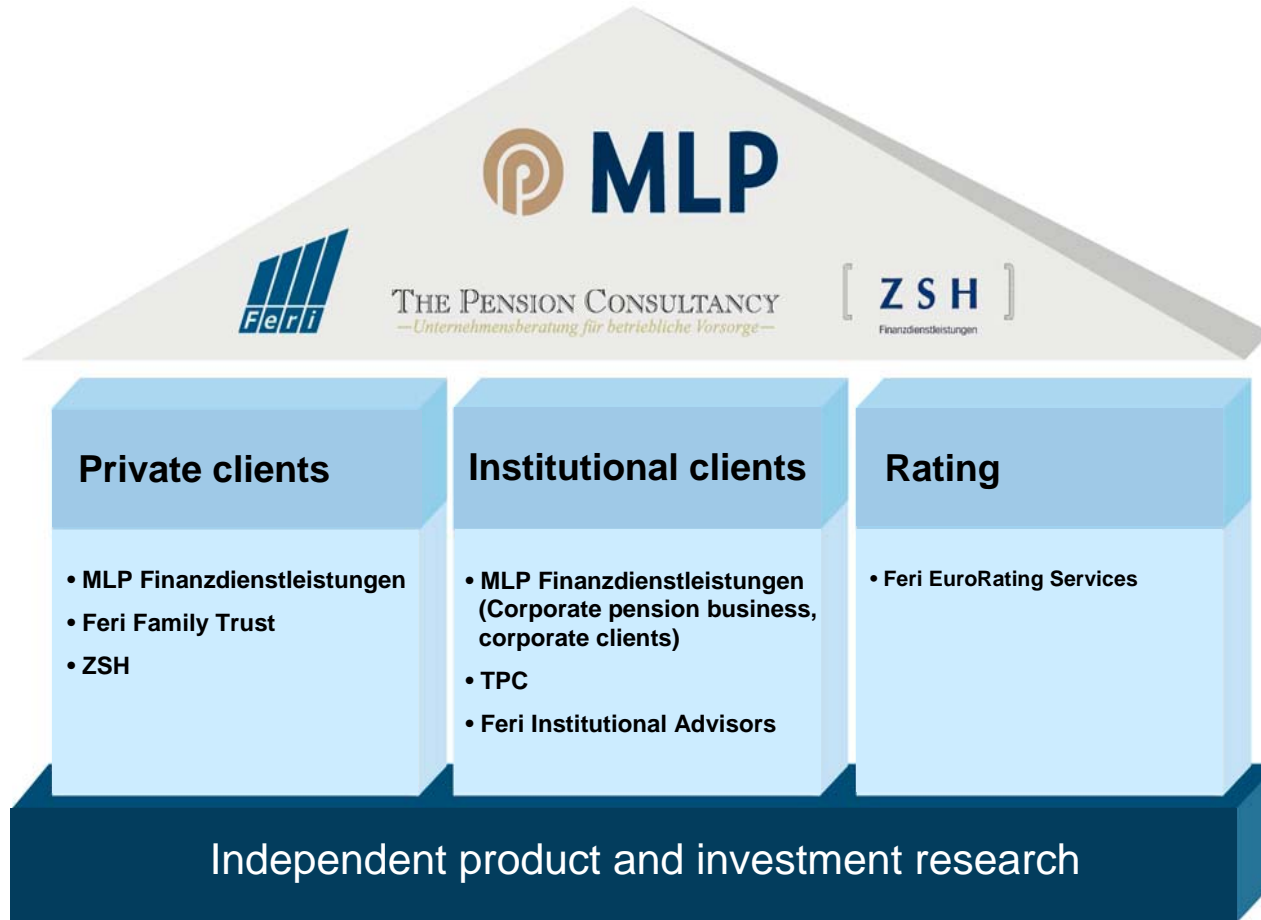 MLP
Feri
THE PENSION CONSULTANCY
—Unternehmensberatung für betriebliche Vorsorge—
[ ZSH ]
Finanzdienstleistungen
Private clients
• MLP Finanzdienstleistungen
• Feri Family Trust
• ZSH
Institutional clients
• MLP Finanzdienstleistungen
(Corporate pension business,
corporate clients)
• TPC
• Feri Institutional Advisors
Rating
• Feri EuroRating Services
Independent product and investment research